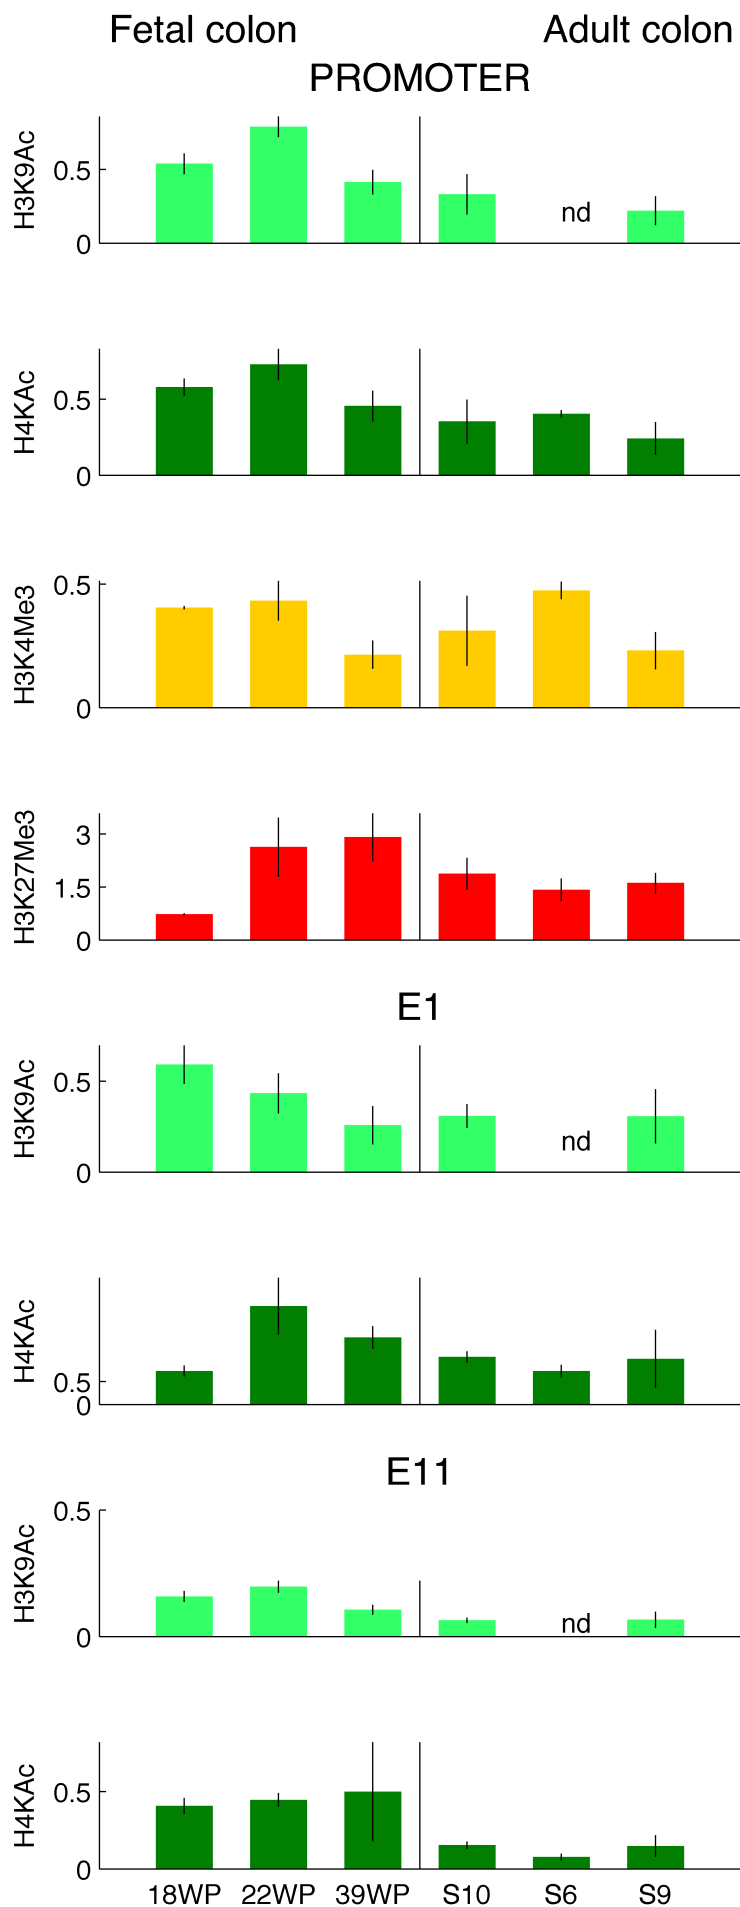 Fetal colon Adult colon
PROMOTER
H3K9Ac
0.5
nd
0
H4KAc
0.5
0
H3K4Me3
0.5
0
H3K27Me3
3
1.5
0
E1
H3K9Ac
0.5
nd
0
H4KAc
0.5
0
E11
H3K9Ac
0.5
nd
0
H4KAc
0.5
0
18WP 22WP 39WP S10 S6 S9